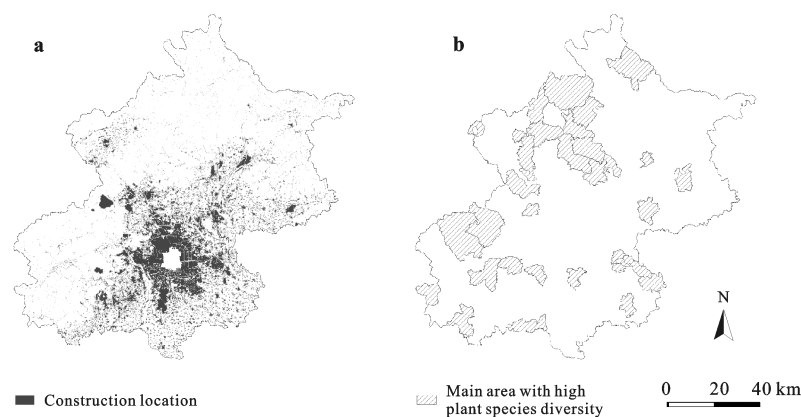 a
b
N
Construction location
Main area with high
plant species diversity
0 20 40 km